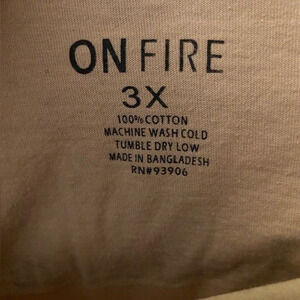 ON FIRE
3X
100% COTTON
MACHINE WASH COLD
TUMBLE DRY LOW
MADE IN BANGLADESH
RN#93906